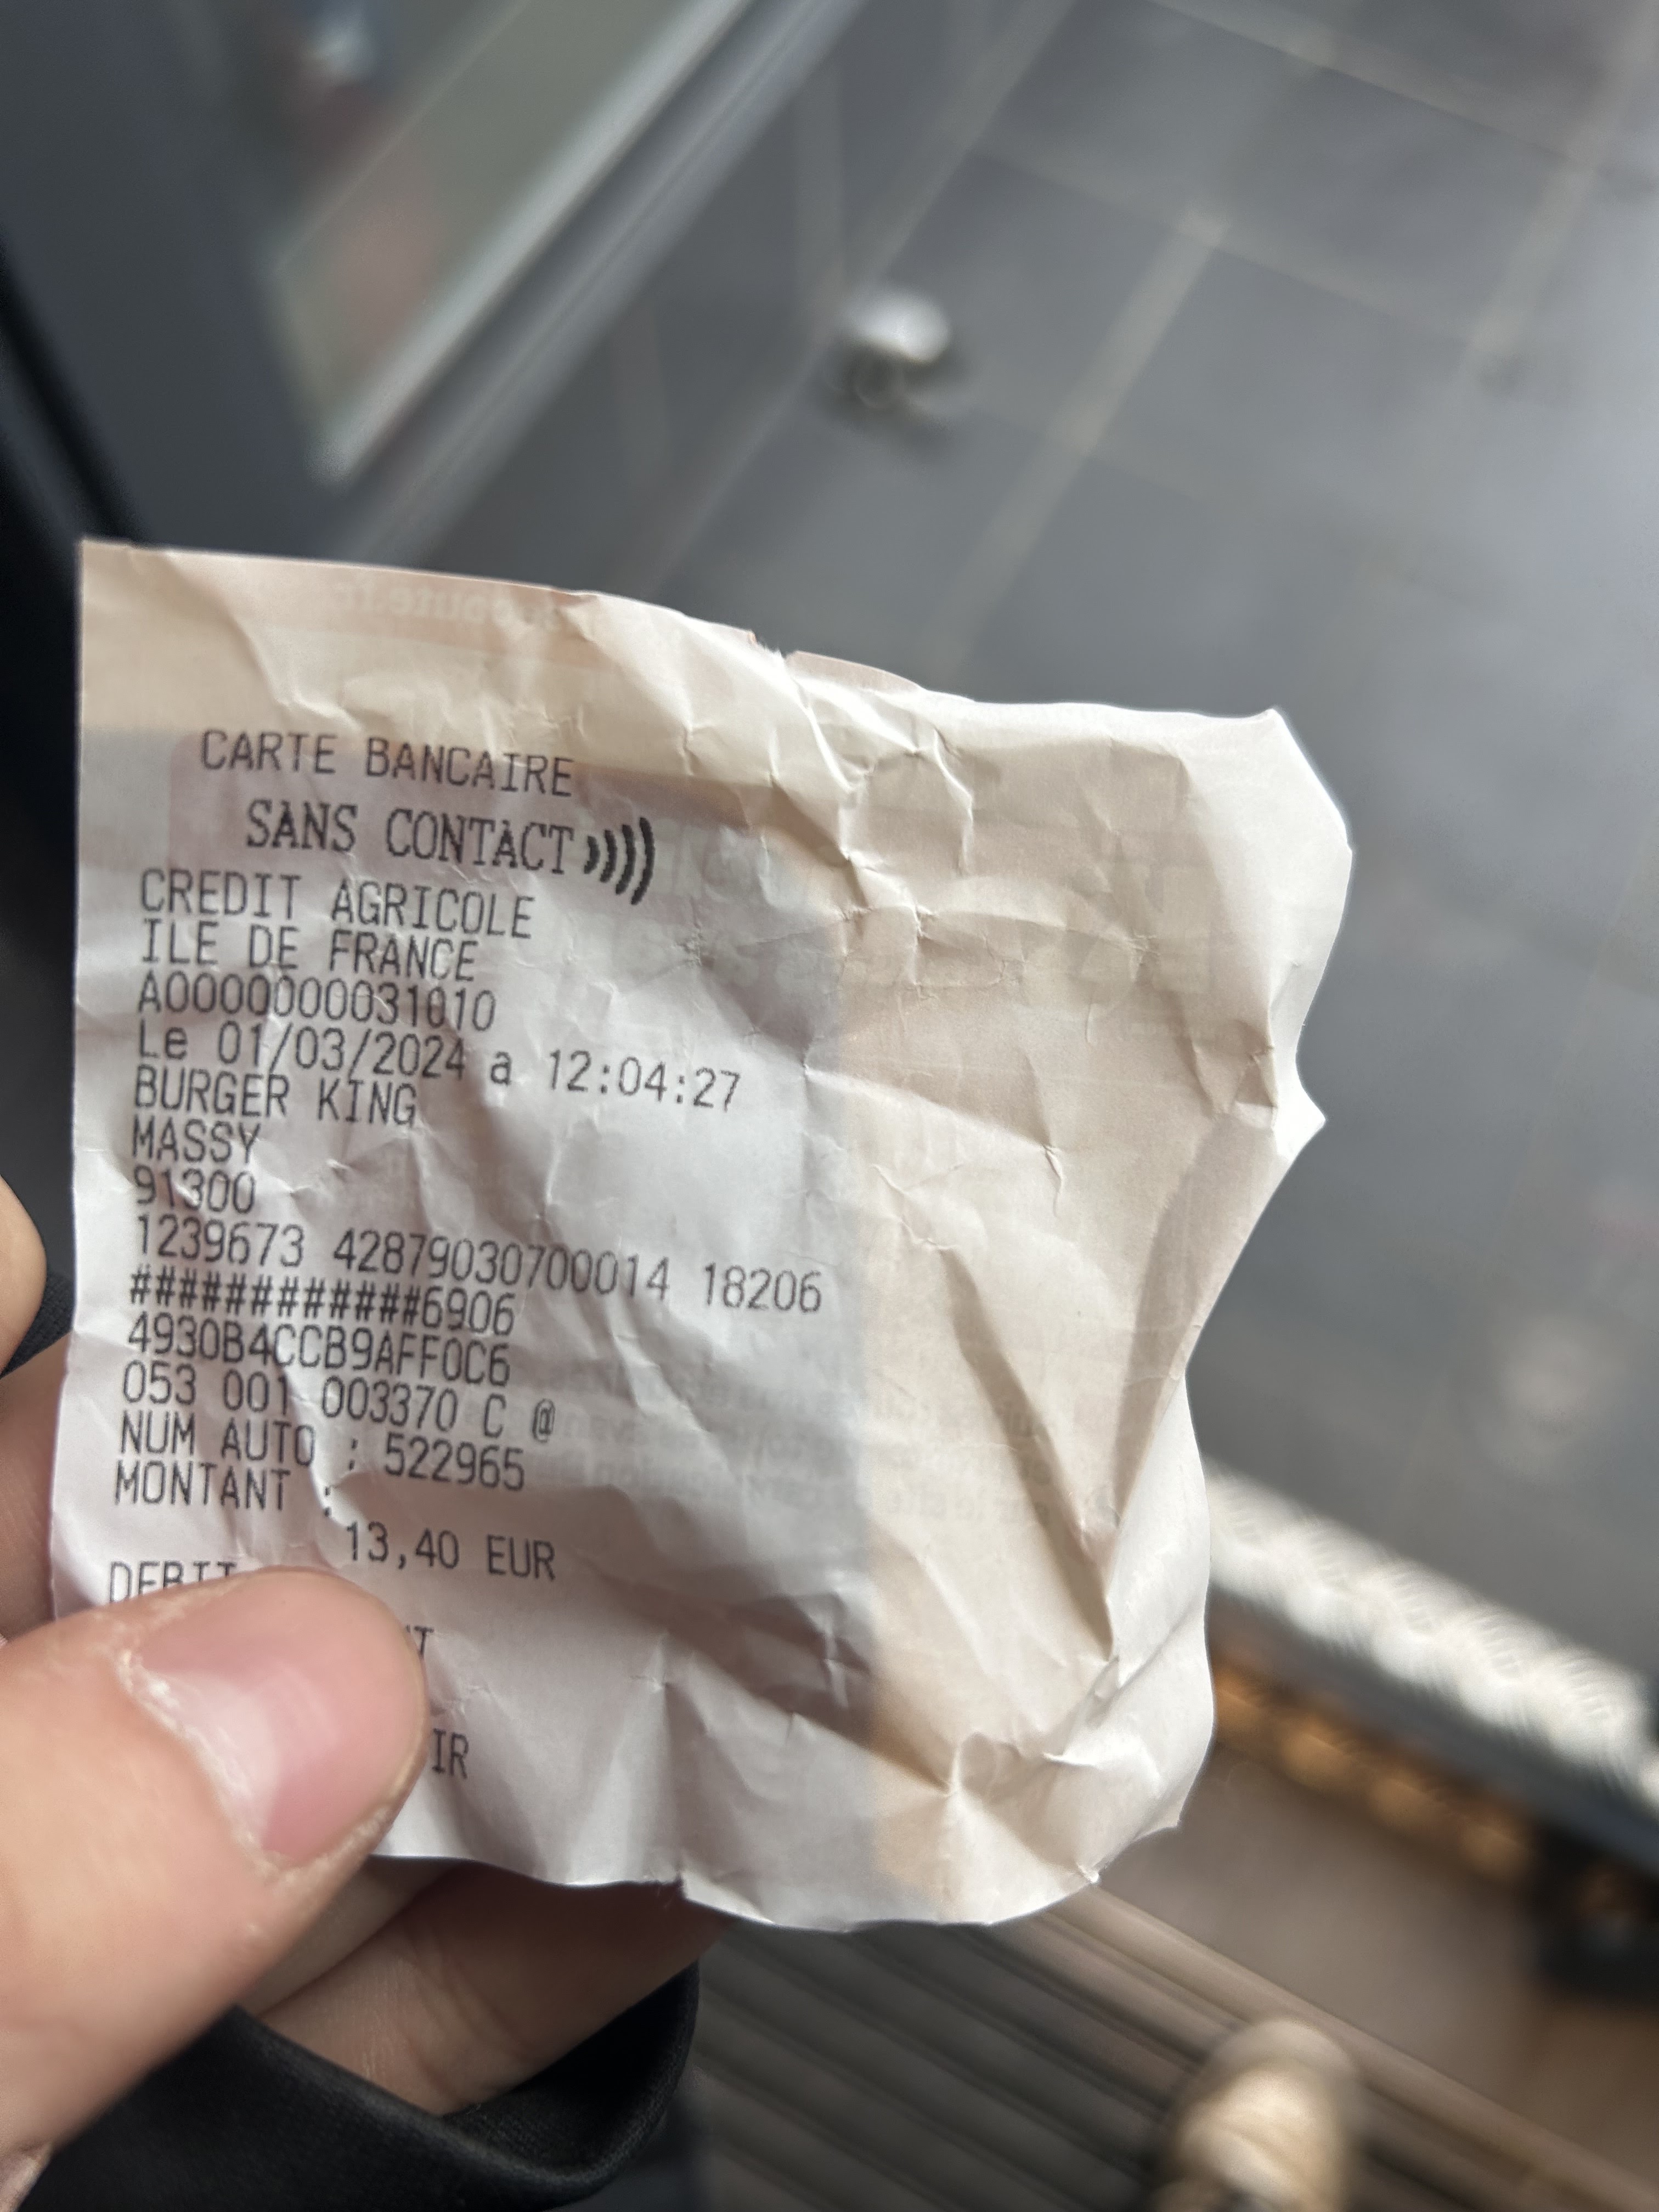 CARTE BANCAIRE
SANS CONTACT
CREDIT AGRICOLE
ILE DE FRANCE
A0000000031010
Le 01/03/2024 a 12:04:27
BURGER KING
MASSY
91300
1239673 42879030700014 18206
############6906
4930B4CCB9AFF0C6
053 001 003370 C @
NUM AUTO : 522965
MONTANT :
13,40 EUR
DEBIT